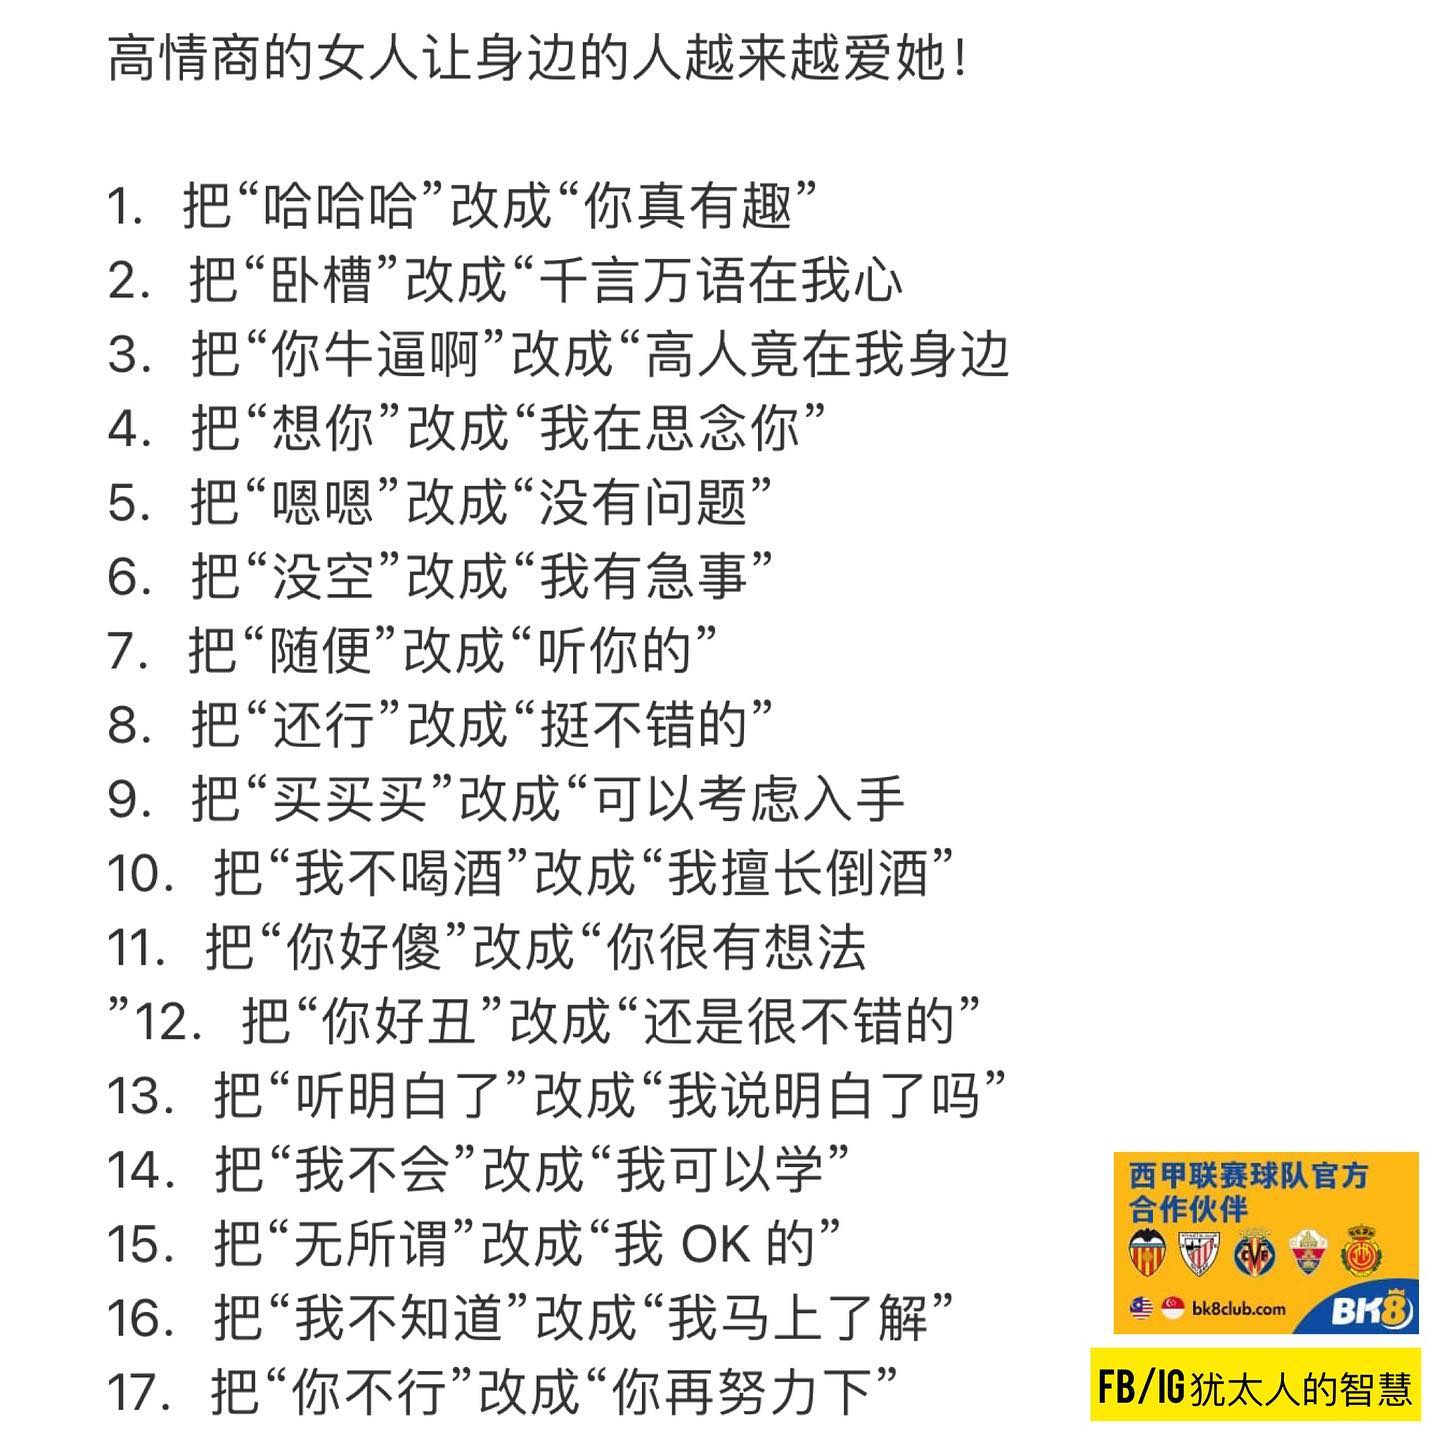 高情商的女人让身边的人越来越爱她！
1. 把“哈哈哈”改成“你真有趣”
2. 把“卧槽”改成“千言万语在我心
3. 把“你牛逼啊”改成“高人竟在我身边
4. 把“想你”改成“我在思念你”
5. 把“嗯嗯”改成“没有问题”
6. 把“没空”改成“我有急事”
7. 把“随便”改成“听你的”
8. 把“还行”改成“挺不错的”
9. 把“买买买”改成“可以考虑入手
10. 把“我不喝酒”改成“我擅长倒酒”
11. 把“你好傻”改成“你很有想法
”12. 把“你好丑”改成“还是很不错的”
13. 把“听明白了”改成“我说明白了吗”
14. 把“我不会”改成“我可以学”
15. 把“无所谓”改成“我 OK 的”
16. 把“我不知道”改成“我马上了解”
17. 把“你不行”改成“你再努力下”
西甲联赛球队官方
合作伙伴
bk8club.com
BK8
FB/IG犹太人的智慧